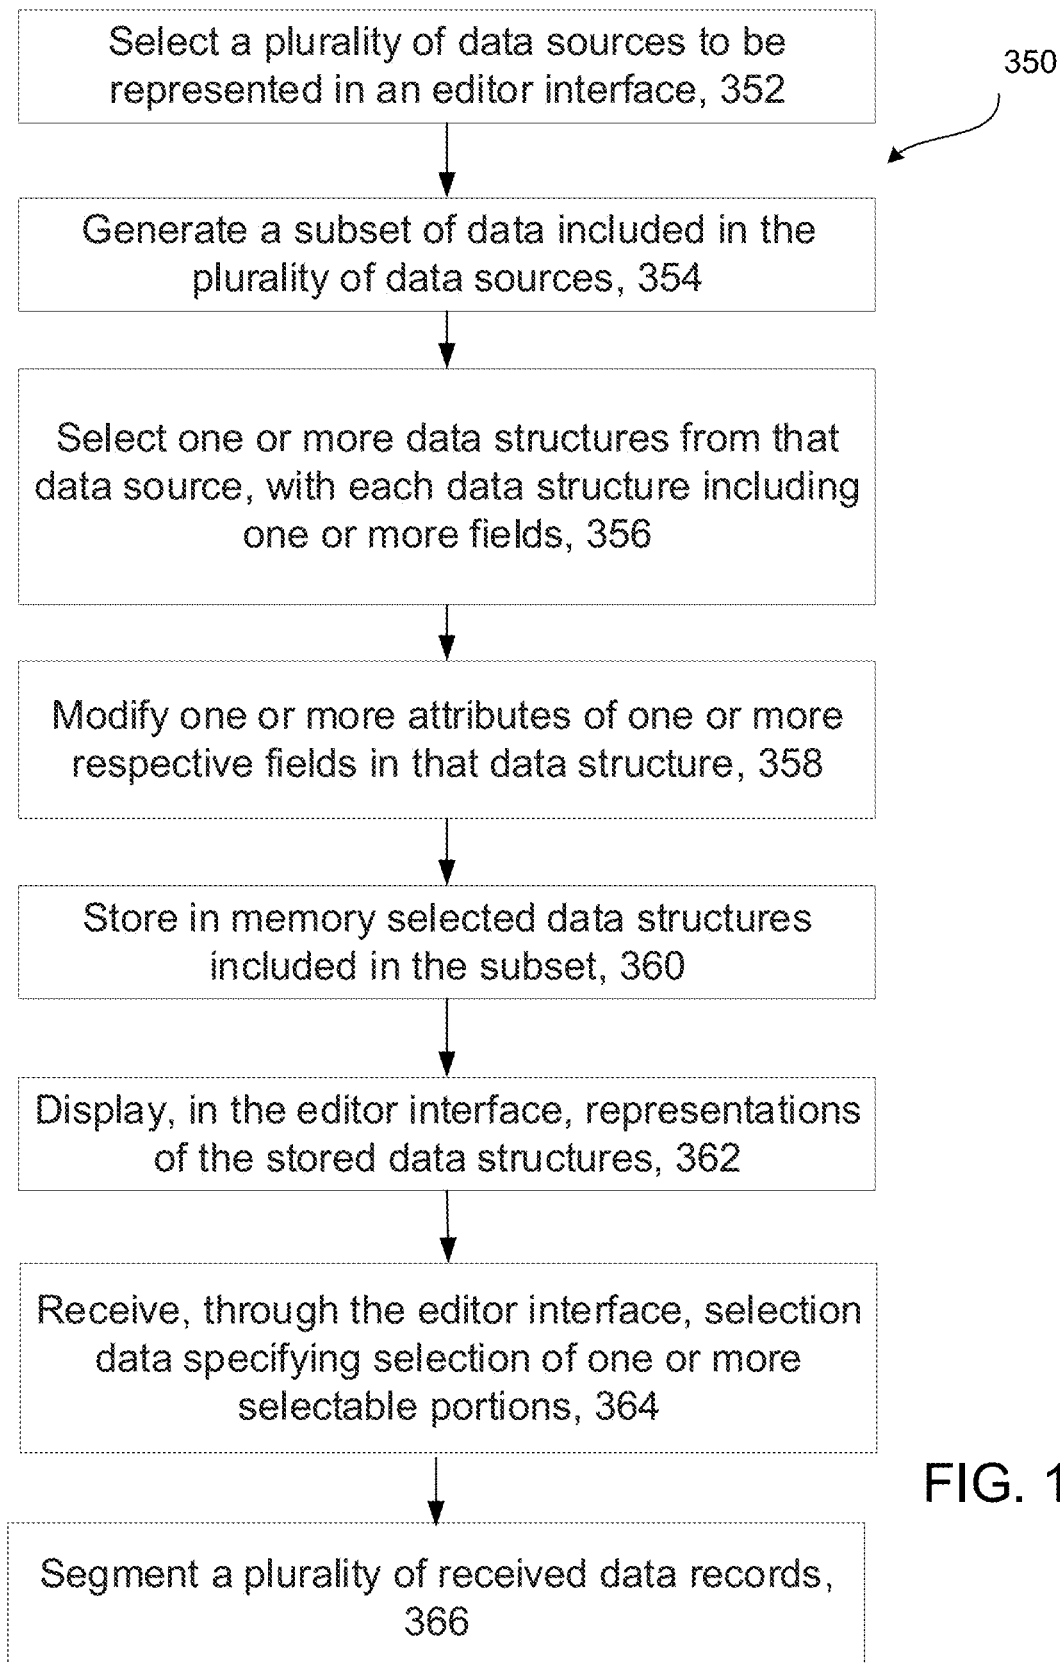 Select a plurality of data sources to be
represented in an editor interface, 352
350
Generate a subset of data included in the
plurality of data sources, 354
Select one or more data structures from that
data source, with each data structure including
one or more fields, 356
Modify one or more attributes of one or more
respective fields in that data structure, 358
Store in memory selected data structures
included in the subset, 360
Display, in the editor interface, representations
of the stored data structures, 362
Receive, through the editor interface, selection
data specifying selection of one or more
selectable portions, 364
FIG. 1
Segment a plurality of received data records,
366